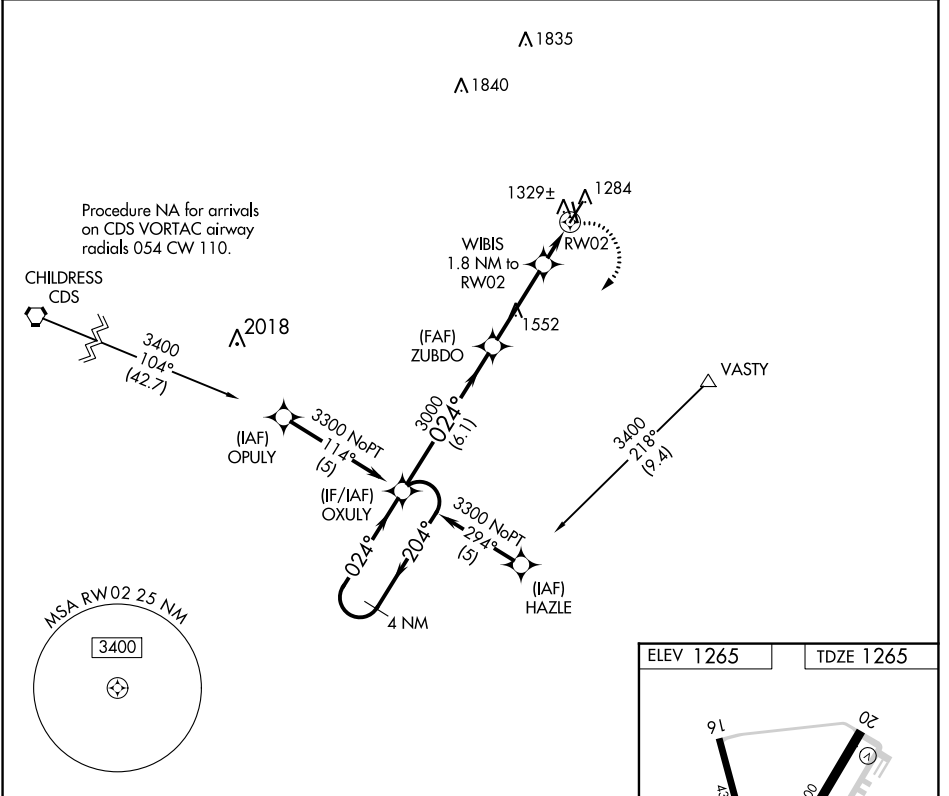 1835
1840
1329±
1284
RW02
Procedure NA for arrivals
on CDS VORTAC airway
radials 054 CW 110.
WIBIS
1.8 NM to
RW02
CHILDRESS
CDS
3400
104°
(42.7)
2018
1552
(FAF)
ZUBDO
VASTY
3400
218°
(9.4)
3000
024°
(6.1)
(IAF)
OPULY
3300 NoPT
114°
(5)
(IF/IAF)
OXULY
3300 NoPT
294°
(5)
(IAF)
HAZLE
024°
204°
4 NM
MSA RW02 25 NM
3400
ELEV 1265
TDZE 1265
16
20
V